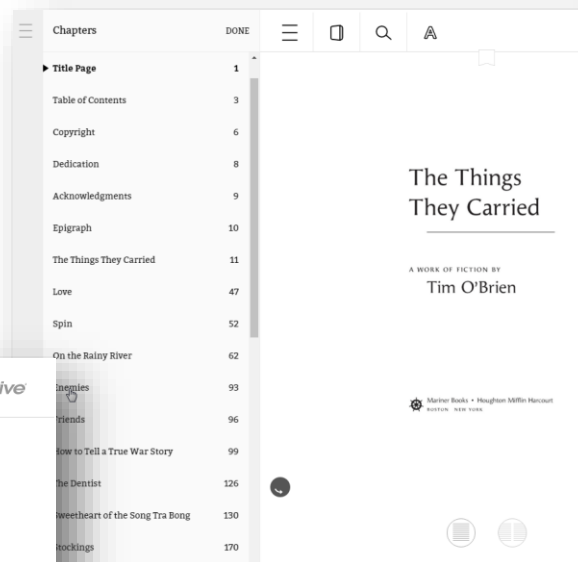 Chapters DONE
Title Page 1
Table of Contents 3
Copyright 6
Dedication 8
Acknowledgments 9
Epigraph 10
The Things They Carried 11
Love 47
Spin 52
On the Rainy River 62
Enemies 93
Friends 96
How to Tell a True War Story 99
The Dentist 126
Sweetheart of the Song Tra Bong 130
Stockings 170
ive
A
The Things
They Carried
A WORK OF FICTION BY
Tim O'Brien
Mariner Books • Houghton Mifflin Harcourt
BOSTON NEW YORK